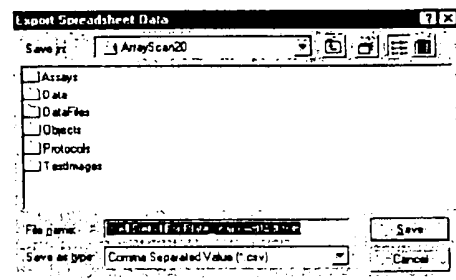 Export Spreadsheet Data
Save in: ArrayScan20
Assays
Data
DataFiles
Objects
Protocols
TestImages
File name:
Save
Save as type: Comma Separated Value (*.csv)
Cancel